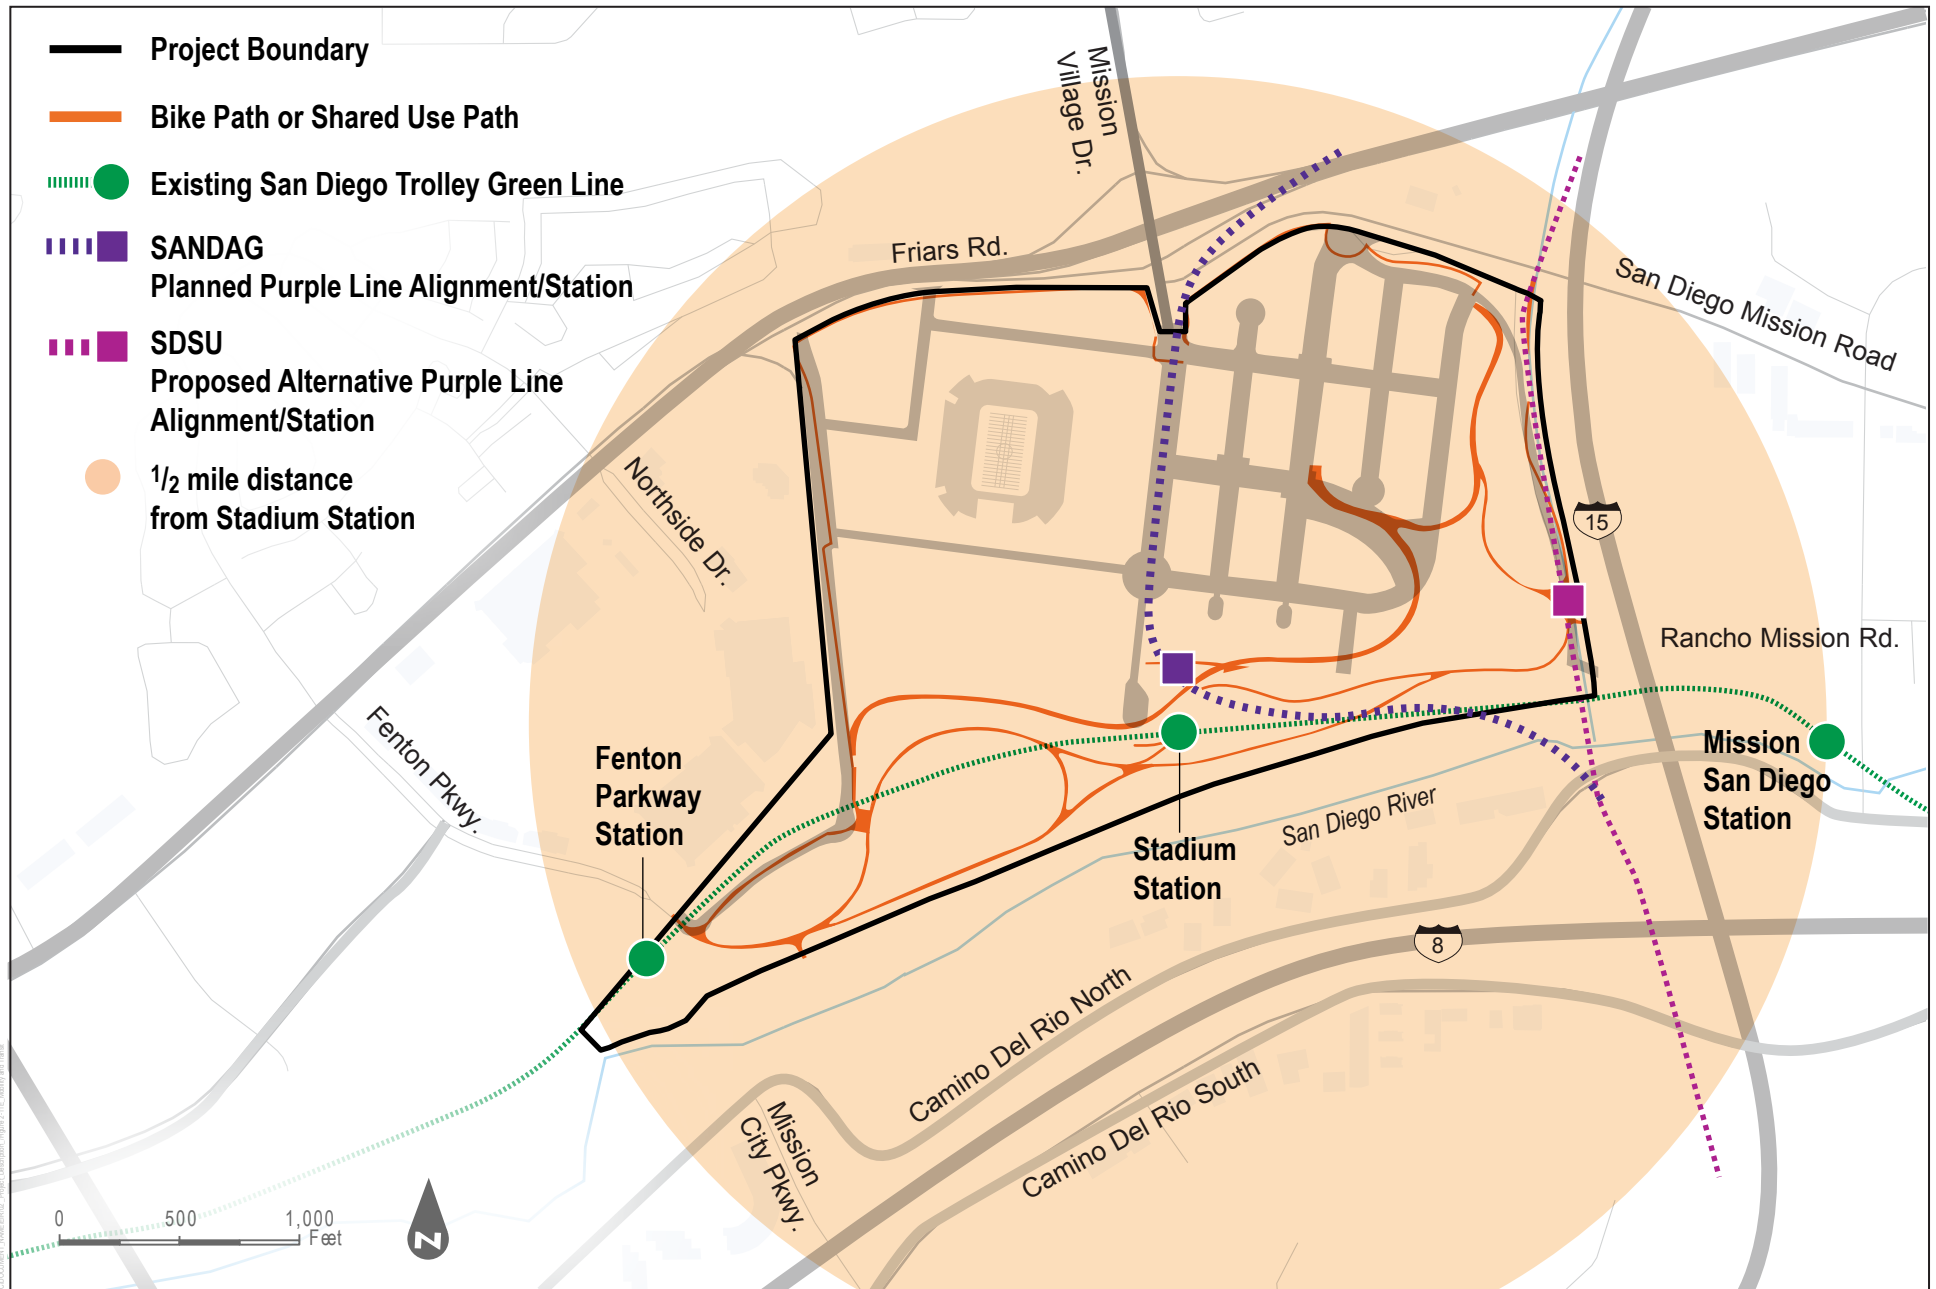 Project Boundary
Bike Path or Shared Use Path
Existing San Diego Trolley Green Line
SANDAG
Planned Purple Line Alignment/Station
SDSU
Proposed Alternative Purple Line
Alignment/Station
1/2 mile distance
from Stadium Station
Mission
Village Dr.
Friars Rd.
San Diego Mission Road
Northside Dr.
15
Rancho Mission Rd.
Fenton Pkwy.
Fenton
Parkway
Station
Mission
San Diego
Station
San Diego River
Stadium
Station
8
Camino Del Rio North
Camino Del Rio South
Mission
City Pkwy.
0 500 1,000
Feet
N